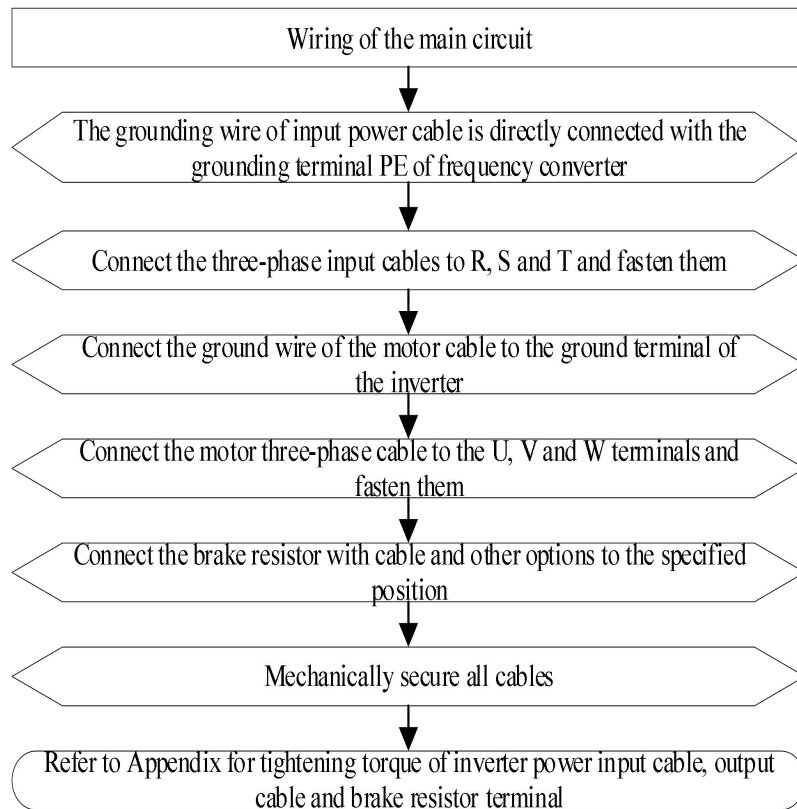 Wiring of the main circuit
The grounding wire of input power cable is directly connected with the
grounding terminal PE of frequency converter
Connect the three-phase input cables to R, S and T and fasten them
Connect the ground wire of the motor cable to the ground terminal of
the inverter
Connect the motor three-phase cable to the U, V and W terminals and
fasten them
Connect the brake resistor with cable and other options to the specified
position
Mechanically secure all cables
Refer to Appendix for tightening torque of inverter power input cable, output
cable and brake resistor terminal